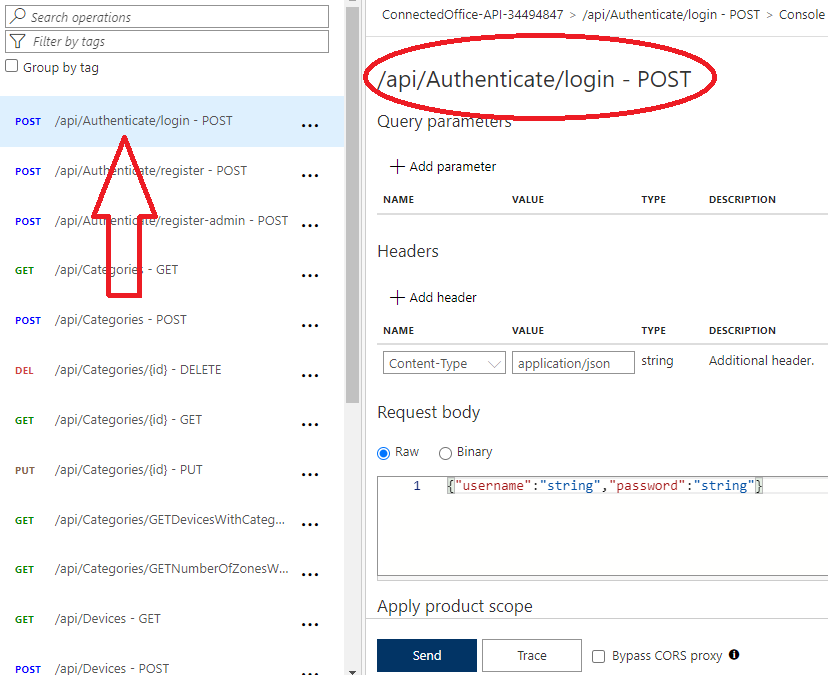 Search operations
Filter by tags
Group by tag
POST /api/Authenticate/login - POST ...
POST /api/Authenticate/register - POST ...
POST /api/Authenticate/register-admin - POST ...
GET /api/Categories - GET ...
POST /api/Categories - POST ...
DEL /api/Categories/{id} - DELETE ...
GET /api/Categories/{id} - GET ...
PUT /api/Categories/{id} - PUT ...
GET /api/Categories/GETDevicesWithCateg... ...
GET /api/Categories/GETNumberOfZonesW... ...
GET /api/Devices - GET ...
POST /api/Devices - POST ...
ConnectedOffice-API-34494847 > /api/Authenticate/login - POST > Console
/api/Authenticate/login - POST
Query parameters
+ Add parameter
NAME VALUE TYPE DESCRIPTION
Headers
+ Add header
NAME VALUE TYPE DESCRIPTION
Content-Type application/json string Additional header.
Request body
Raw Binary
1 {"username":"string","password":"string"}
Apply product scope
Send Trace Bypass CORS proxy